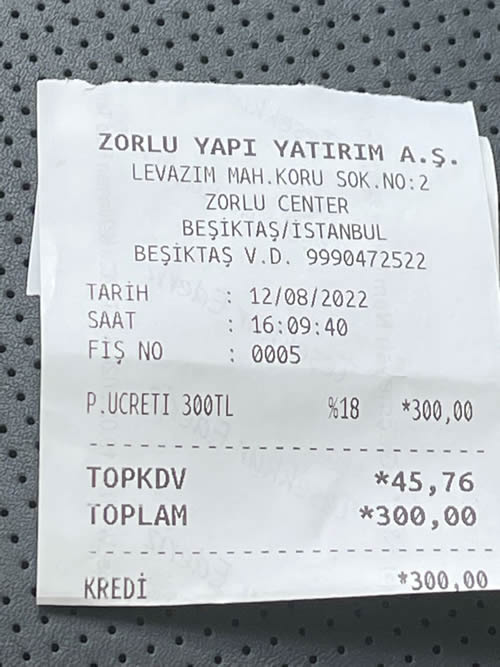 ZORLU YAPI YATIRIM A.Ş.
LEVAZIM MAH.KORU SOK.NO:2
ZORLU CENTER
BEŞİKTAŞ/İSTANBUL
BEŞİKTAŞ V.D. 9990472522
TARİH : 12/08/2022
SAAT : 16:09:40
FİŞ NO : 0005
P.UCRETI 300TL %18 *300,00
TOPKDV *45,76
TOPLAM *300,00
KREDİ *300,00